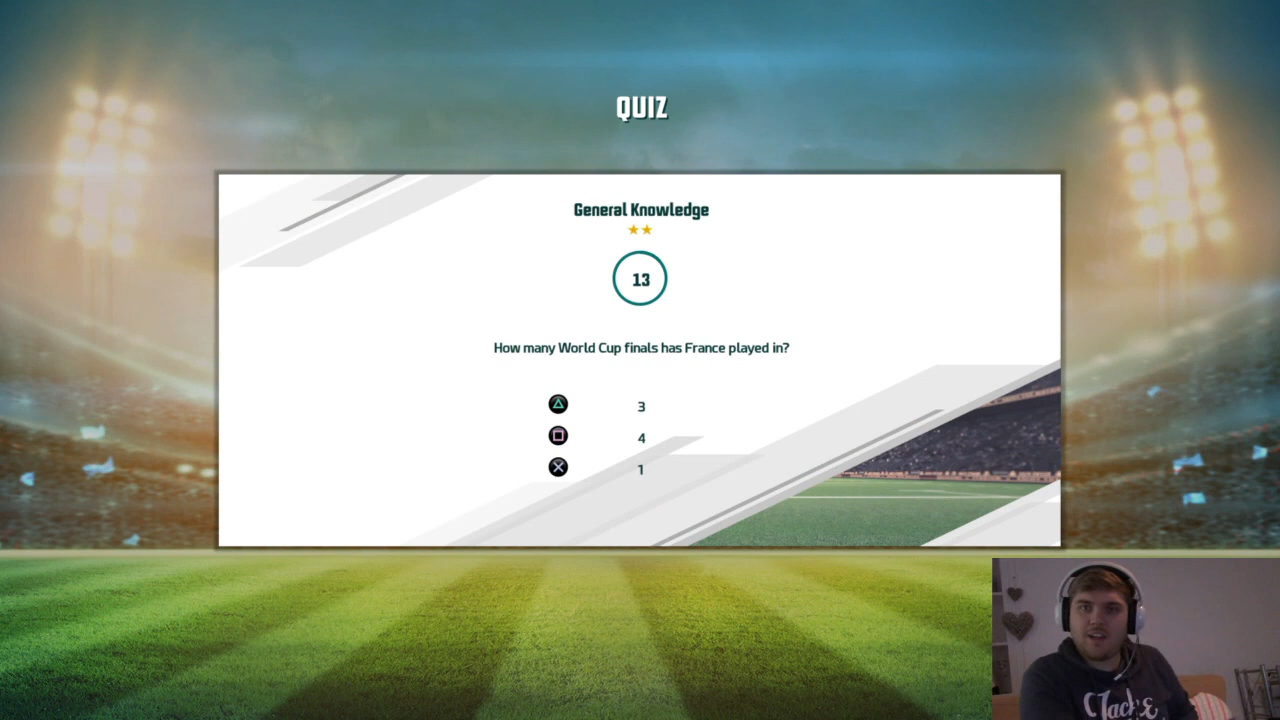 QUIZ
General Knowledge
13
How many World Cup finals has France played in?
3
4
1